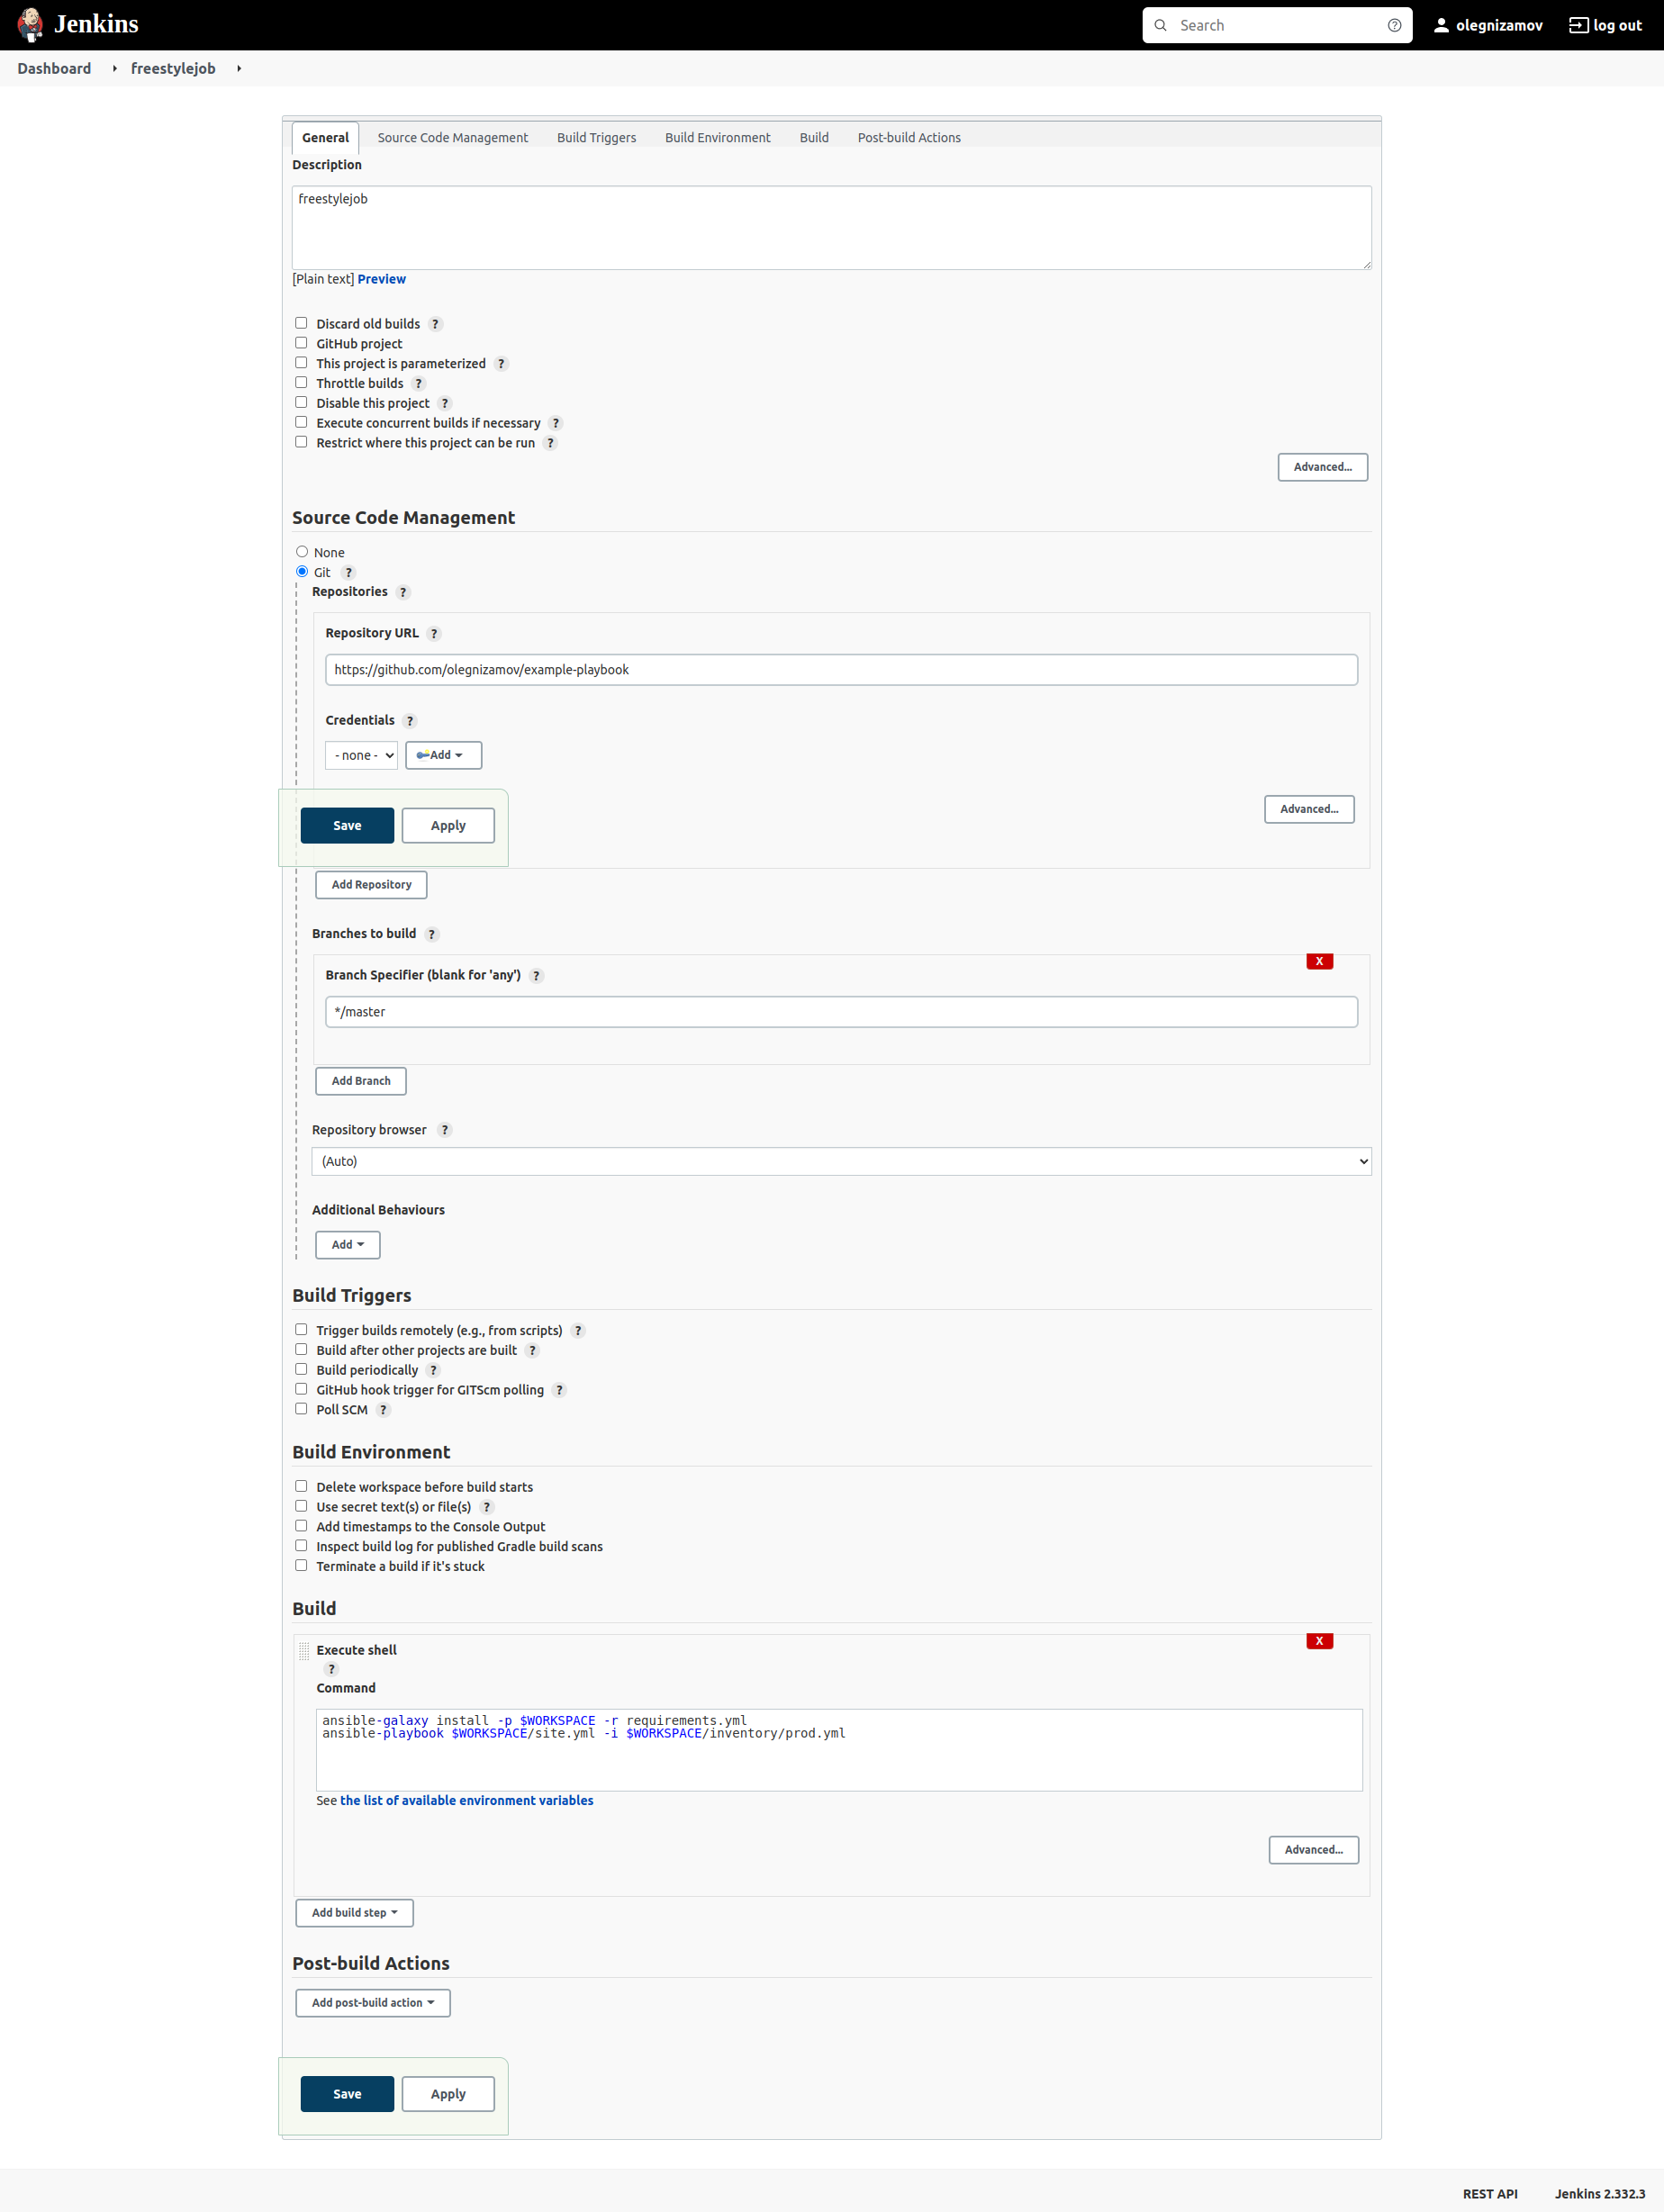 Jenkins
Search
olegnizamov
log out
Dashboard
freestylejob
General
Source Code Management
Build Triggers
Build Environment
Build
Post-build Actions
Description
freestylejob
[Plain text] Preview
Discard old builds ?
GitHub project
This project is parameterized ?
Throttle builds ?
Disable this project ?
Execute concurrent builds if necessary ?
Restrict where this project can be run ?
Advanced...
Source Code Management
None
Git ?
Repositories ?
Repository URL ?
https://github.com/olegnizamov/example-playbook
Credentials ?
- none -
Add
Advanced...
Save
Apply
Add Repository
Branches to build ?
X
Branch Specifier (blank for 'any') ?
*/master
Add Branch
Repository browser ?
(Auto)
Additional Behaviours
Add
Build Triggers
Trigger builds remotely (e.g., from scripts) ?
Build after other projects are built ?
Build periodically ?
GitHub hook trigger for GITScm polling ?
Poll SCM ?
Build Environment
Delete workspace before build starts
Use secret text(s) or file(s) ?
Add timestamps to the Console Output
Inspect build log for published Gradle build scans
Terminate a build if it's stuck
Build
X
Execute shell
?
Command
ansible-galaxy install -p $WORKSPACE -r requirements.yml
ansible-playbook $WORKSPACE/site.yml -i $WORKSPACE/inventory/prod.yml
See the list of available environment variables
Advanced...
Add build step
Post-build Actions
Add post-build action
Save
Apply
REST API
Jenkins 2.332.3